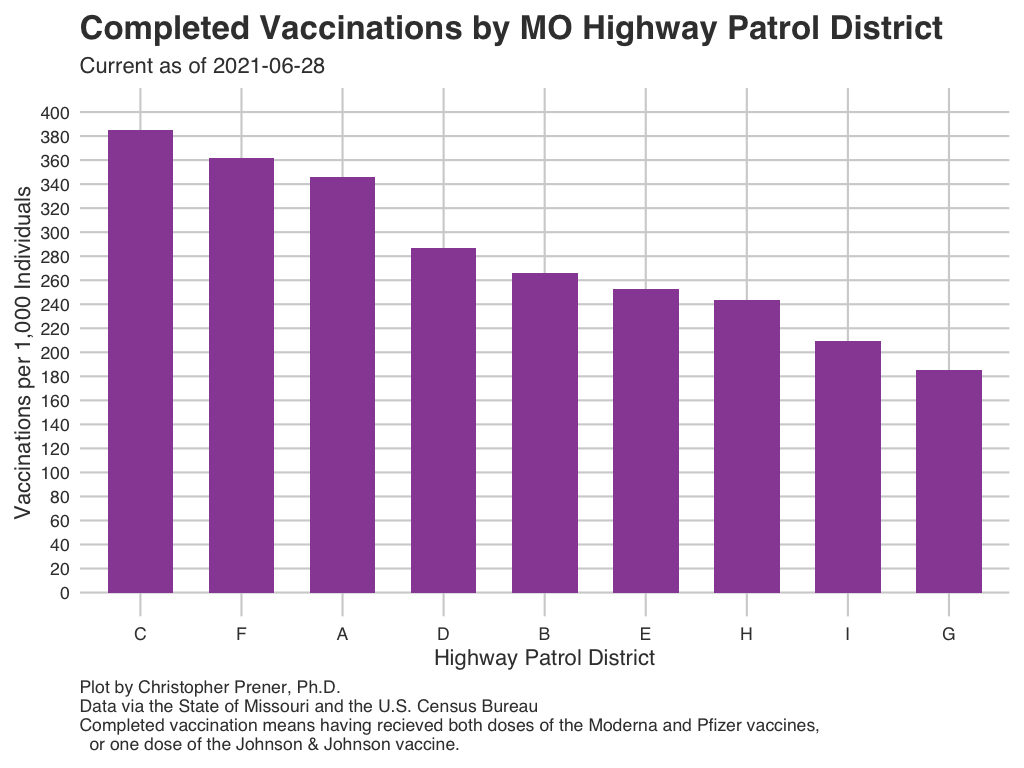 Completed Vaccinations by MO Highway Patrol District
Current as of 2021-06-28
Vaccinations per 1,000 Individuals
400
380
360
340
320
300
280
260
240
220
200
180
160
140
120
100
80
60
40
20
0
C F A D B E H I G
Highway Patrol District
Plot by Christopher Prener, Ph.D.
Data via the State of Missouri and the U.S. Census Bureau
Completed vaccination means having recieved both doses of the Moderna and Pfizer vaccines,
or one dose of the Johnson & Johnson vaccine.